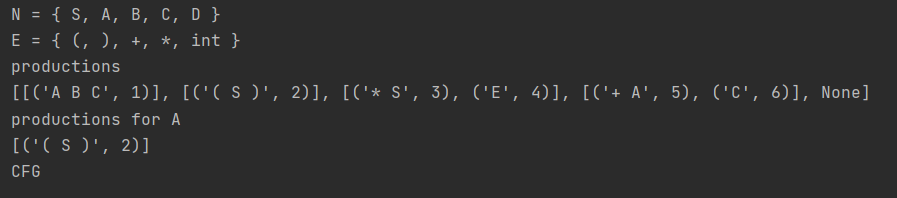 N = { S, A, B, C, D }
E = { (, ), +, *, int }
productions
[[('A B C', 1)], [('( S )', 2)], [('* S', 3), ('E', 4)], [('+ A', 5), ('C', 6)], None]
productions for A
[('( S )', 2)]
CFG